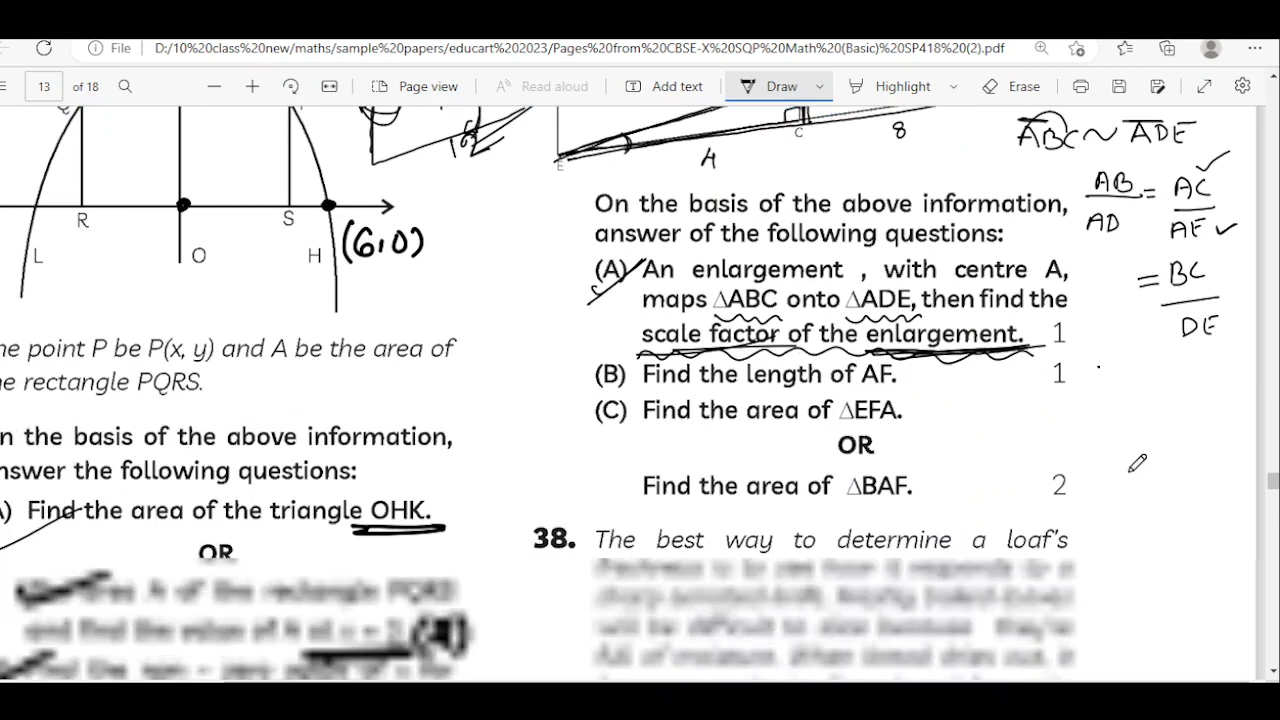 File D:/10%20class%20new/maths/sample%20papers/educart%202023/Pages%20from%20CBSE-X%20SQP%20Math%20(Basic)%20SP418%20(2).pdf
13 of 18 Page view Read aloud Add text Draw Highlight Erase
R O S
L H (6,0)
he point P be P(x, y) and A be the area of
he rectangle PQRS.
n the basis of the above information,
nswer the following questions:
A) Find the area of the triangle OHK.
OR
E 4 C 8
On the basis of the above information,
answer of the following questions:
(A) An enlargement , with centre A,
maps △ABC onto △ADE, then find the
scale factor of the enlargement. 1
(B) Find the length of AF. 1
(C) Find the area of △EFA.
OR
Find the area of △BAF. 2
38. The best way to determine a loaf's
ABC ~ ADE
AB = AC
AD AE
= BC
DE